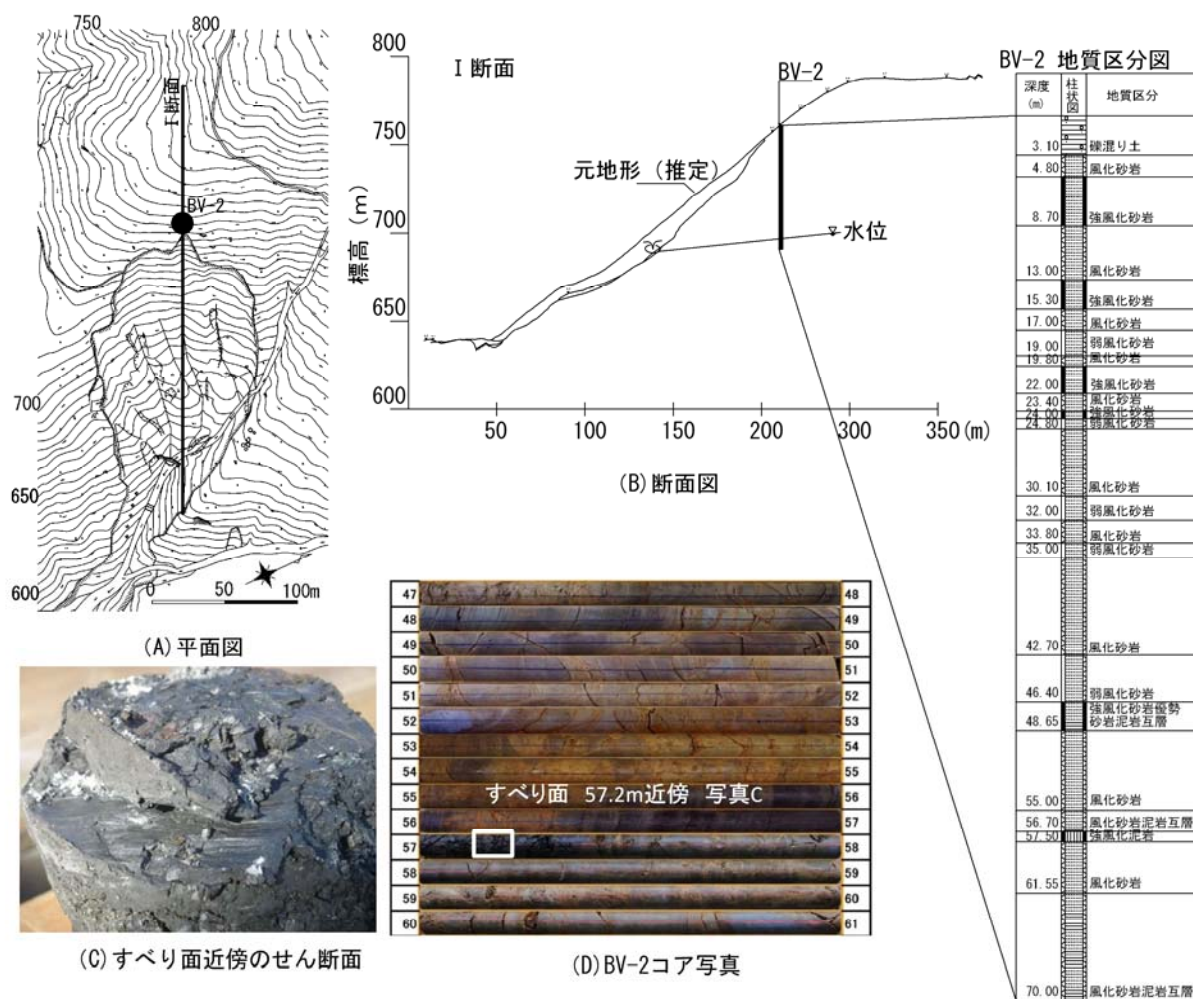 750
800
I 断面
BV-2
700
650
600
0
50
100m
(A)平面図
800
750
700
650
600
標高(m)
I 断面
BV-2
元地形(推定)
水位
50
100
150
200
250
300
350(m)
(B)断面図
BV-2 地質区分図
深度(m)
柱状図
地質区分
3.10 礫混り土
4.80 風化砂岩
8.70 強風化砂岩
13.00 風化砂岩
15.30 強風化砂岩
17.00 風化砂岩
19.00 弱風化砂岩
19.80 風化砂岩
22.00 強風化砂岩
23.40 風化砂岩
24.00 強風化砂岩
24.80 弱風化砂岩
30.10 風化砂岩
32.00 弱風化砂岩
33.80 風化砂岩
35.00 弱風化砂岩
42.70 風化砂岩
46.40 弱風化砂岩
強風化砂岩優勢
48.65 砂岩泥岩互層
55.00 風化砂岩
56.70 風化砂岩泥岩互層
57.50 強風化泥岩
61.55 風化砂岩
70.00 風化砂岩泥岩互層
(C)すべり面近傍のせん断面
47 48
48 49
49 50
50 51
51 52
52 53
53 54
54 55
55 56
すべり面 57.2m近傍 写真C
56 57
57 58
58 59
59 60
60 61
(D)BV-2コア写真